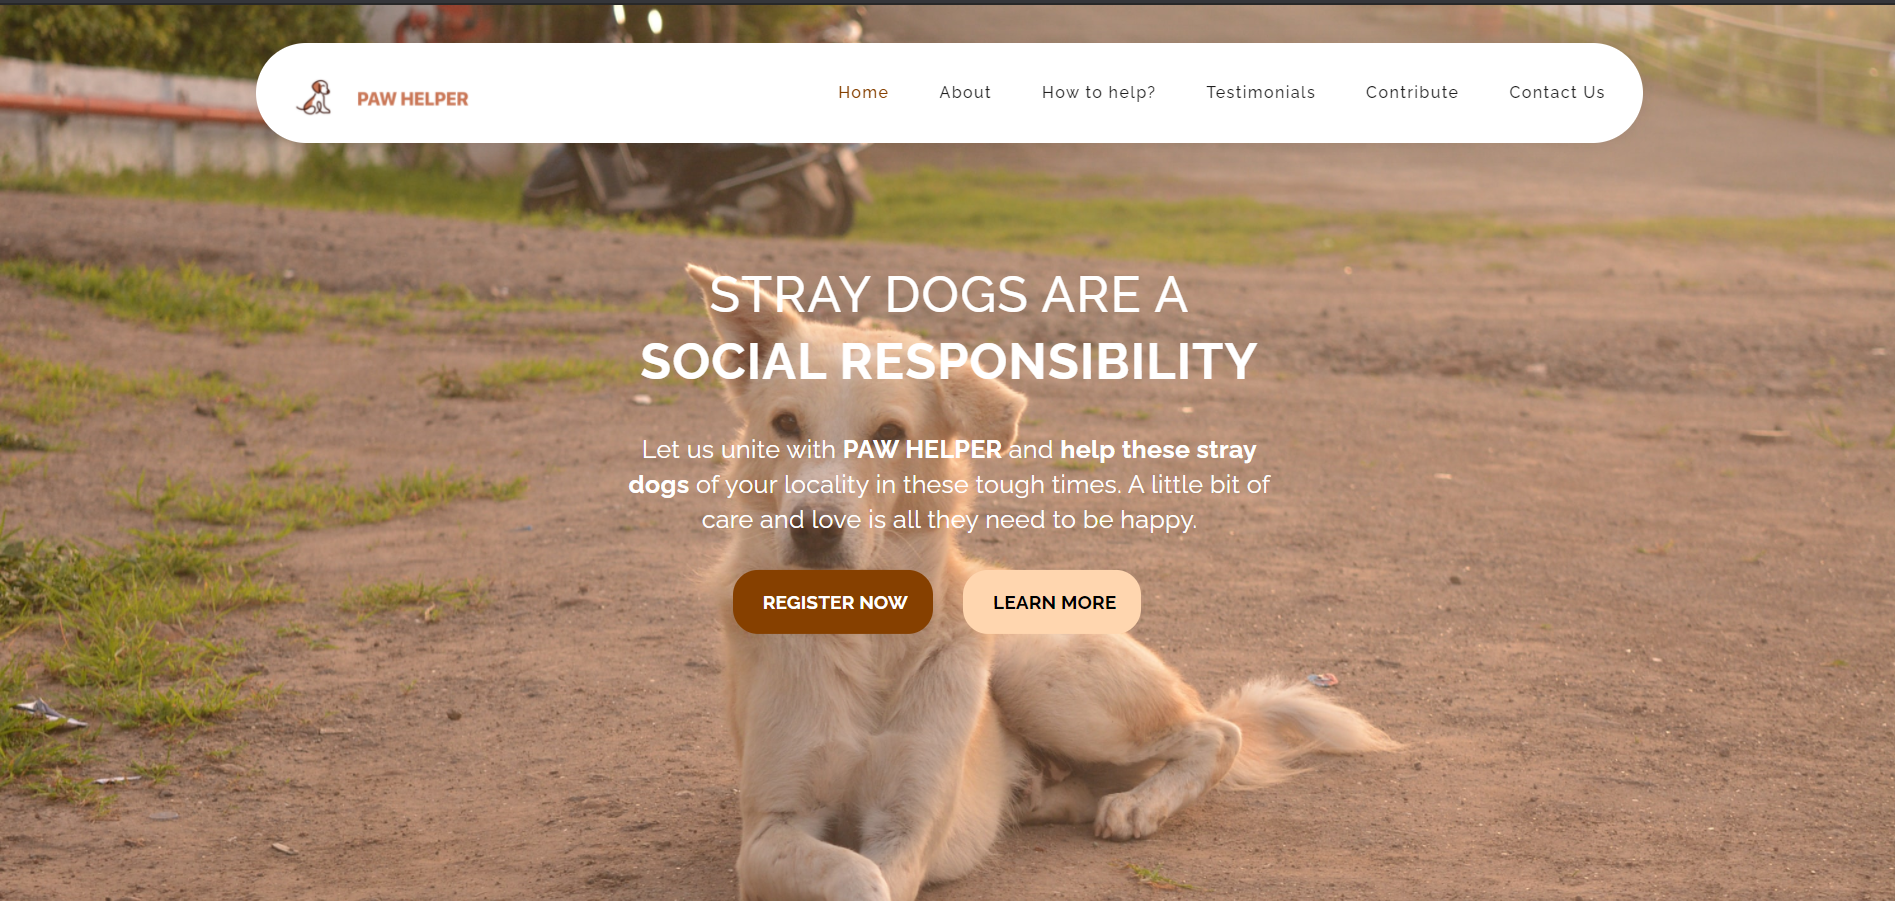 PAW HELPER
Home About How to help? Testimonials Contribute Contact Us
STRAY DOGS ARE A
SOCIAL RESPONSIBILITY
Let us unite with PAW HELPER and help these stray
dogs of your locality in these tough times. A little bit of
care and love is all they need to be happy.
REGISTER NOW
LEARN MORE